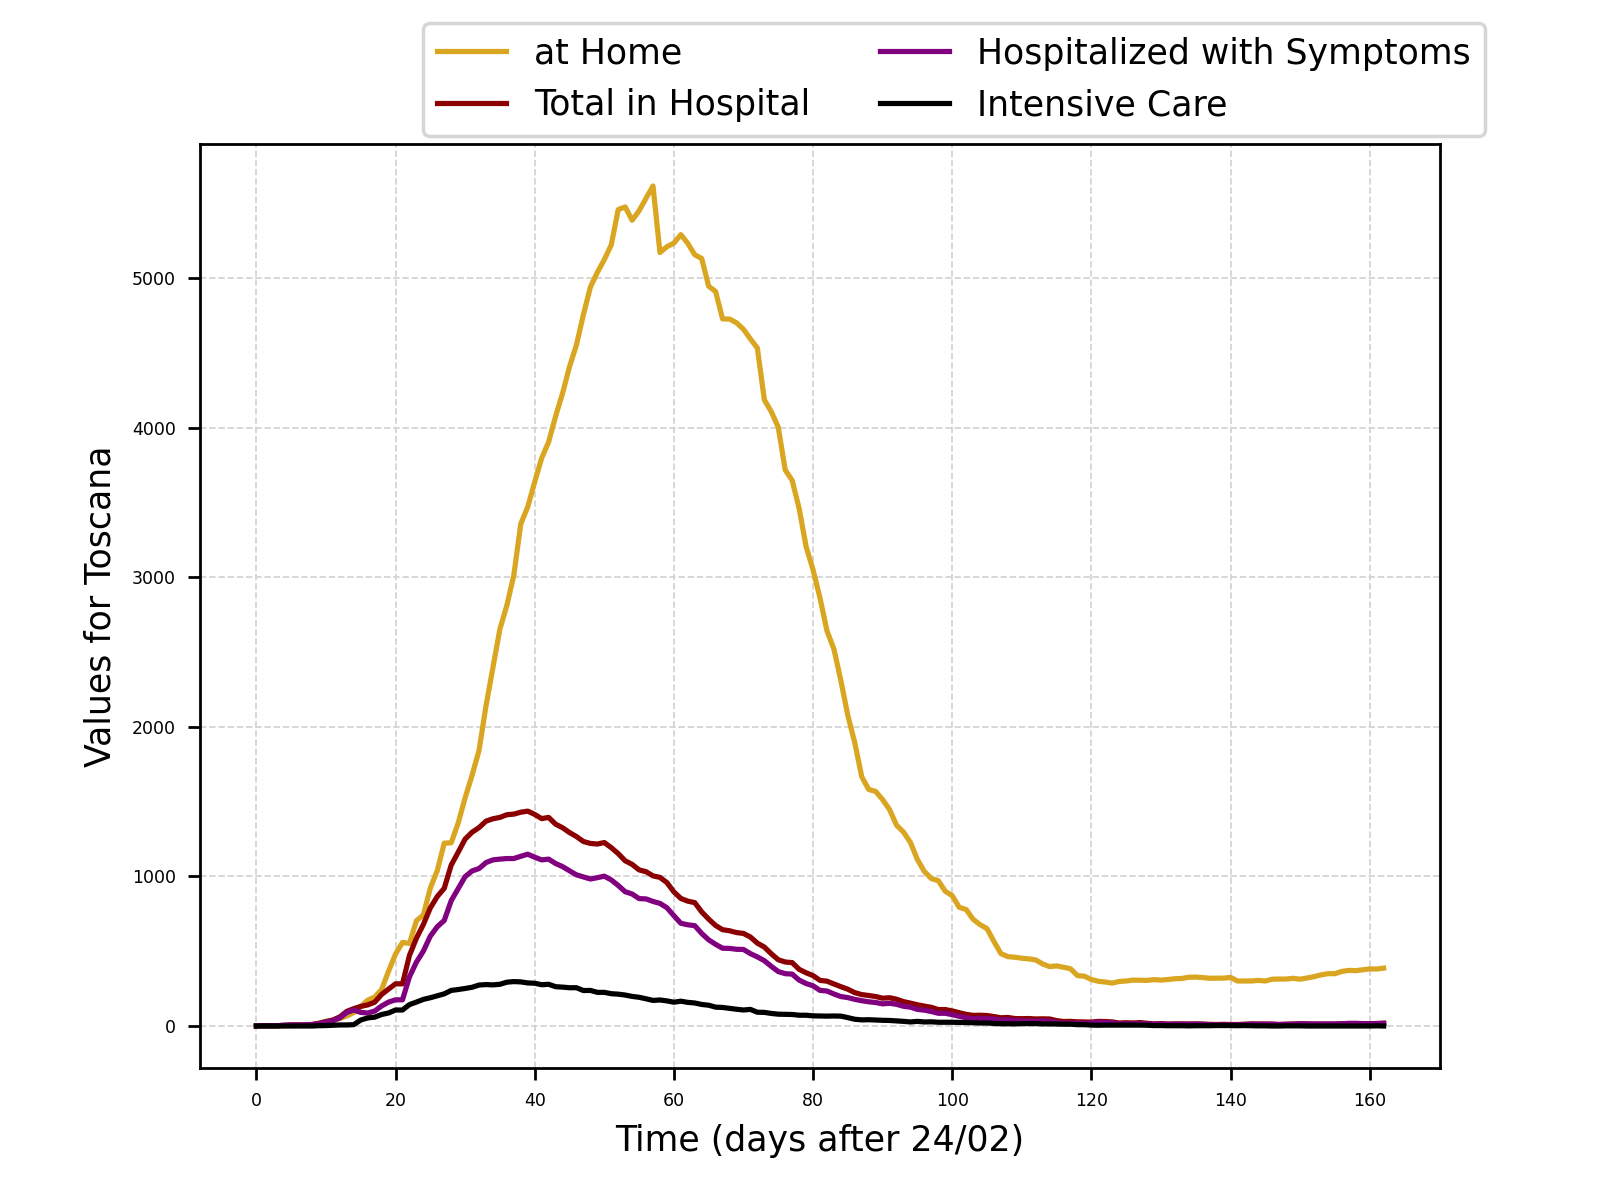 at Home
Total in Hospital
Hospitalized with Symptoms
Intensive Care
Values for Toscana
5000
4000
3000
2000
1000
0
0 20 40 60 80 100 120 140 160
Time (days after 24/02)